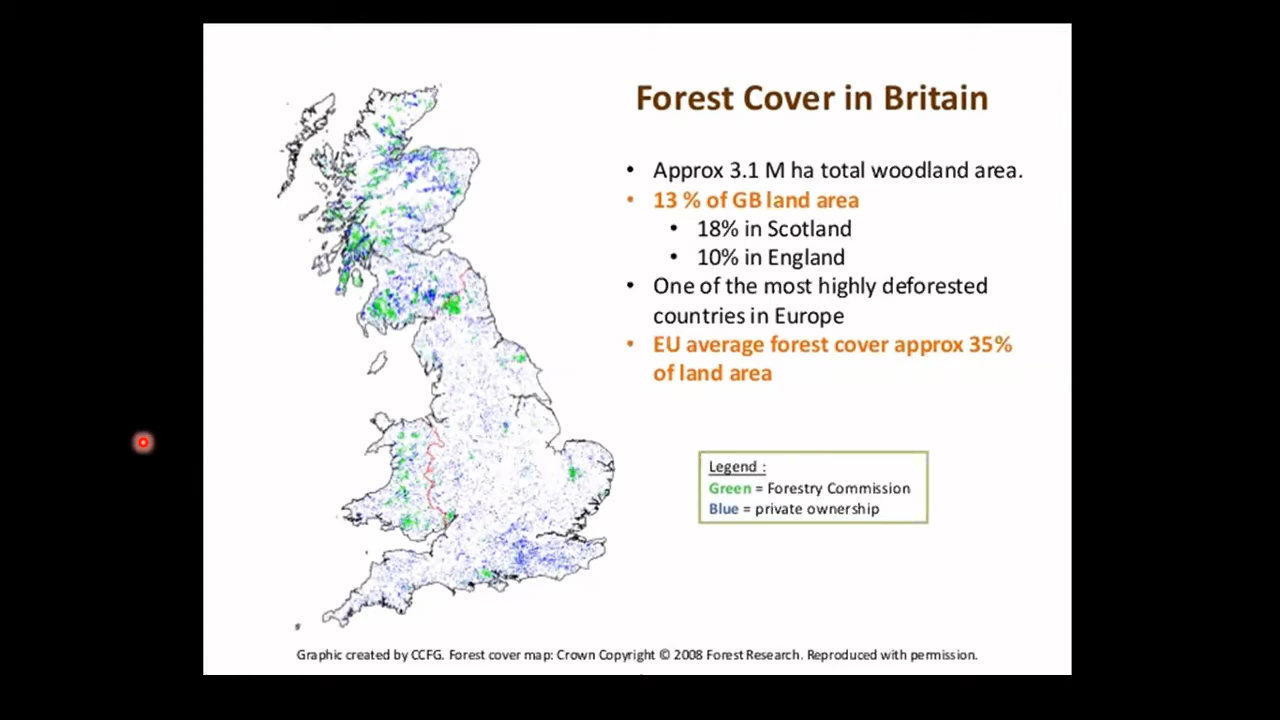 Forest Cover in Britain
• Approx 3.1 M ha total woodland area.
• 13 % of GB land area
• 18% in Scotland
• 10% in England
• One of the most highly deforested
countries in Europe
• EU average forest cover approx 35%
of land area
Legend :
Green = Forestry Commission
Blue = private ownership
Graphic created by CCFG. Forest cover map: Crown Copyright © 2008 Forest Research. Reproduced with permission.